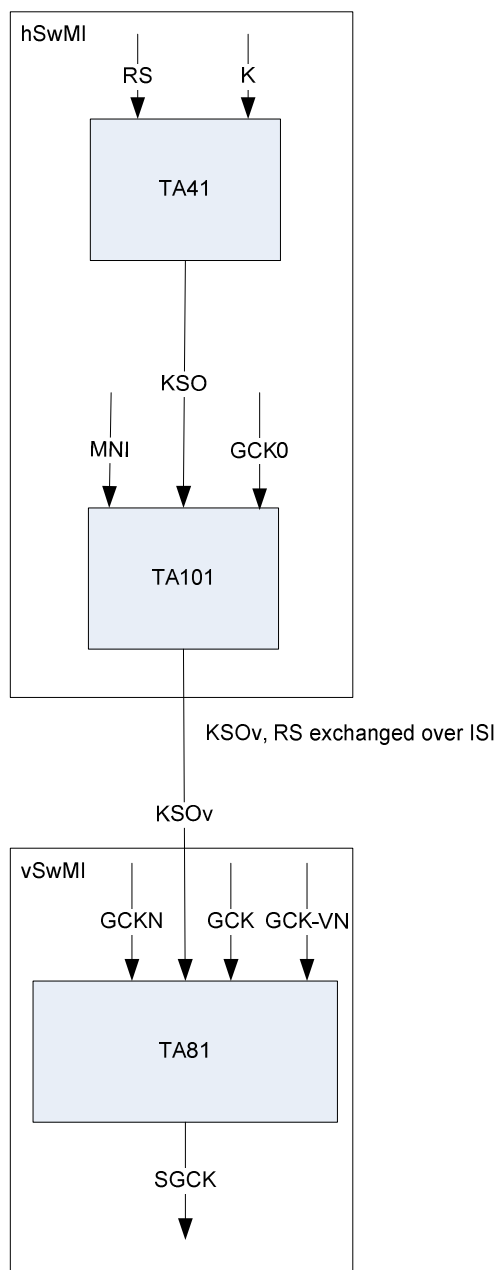 hSwMI
RS K
TA41
KSO
MNI GCK0
TA101
KSOv, RS exchanged over ISI
KSOv
vSwMI
GCKN GCK GCK-VN
TA81
SGCK